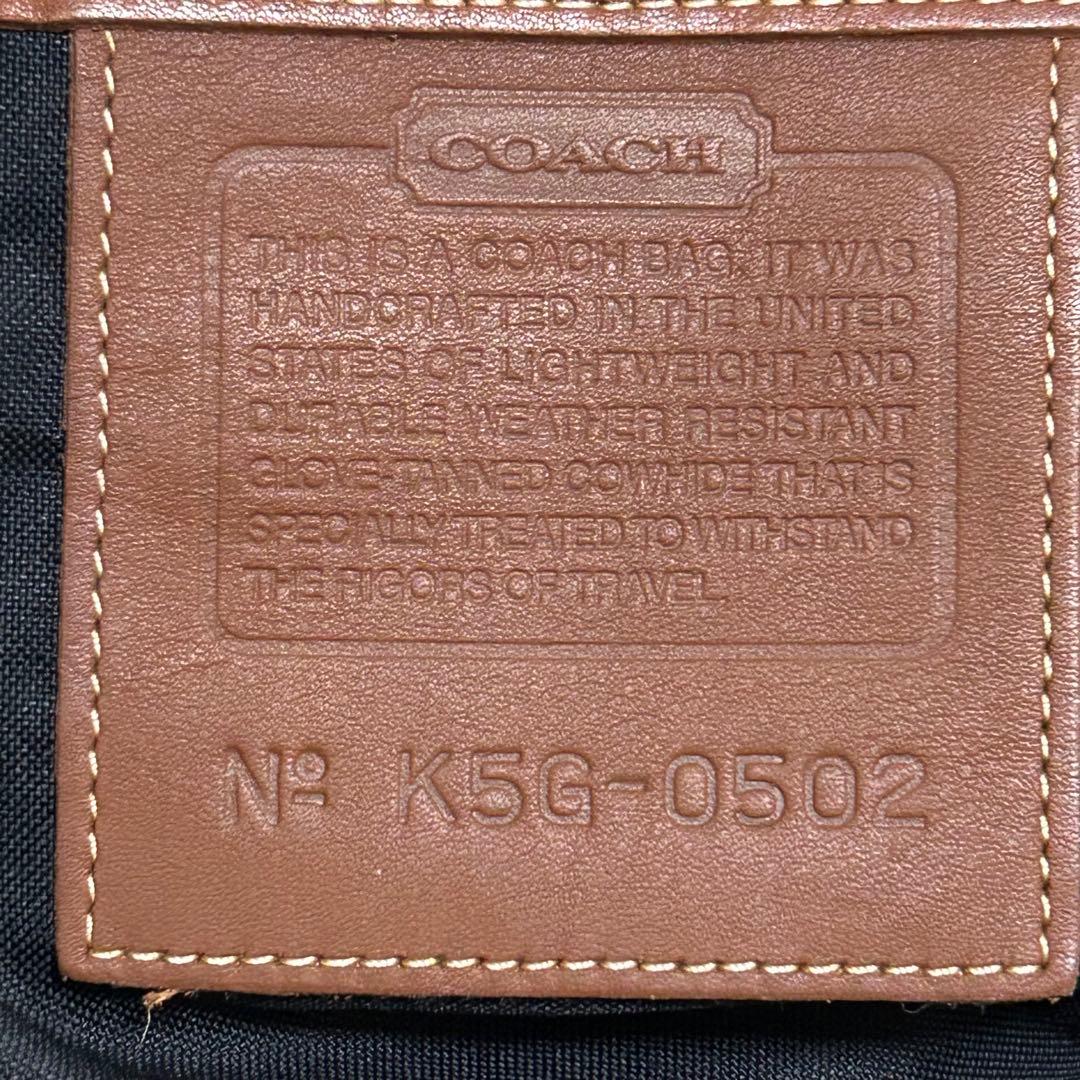 COACH
THIS IS A COACH BAG. IT WAS
HANDCRAFTED IN THE UNITED
STATES OF LIGHTWEIGHT AND
DURABLE WEATHER RESISTANT
GLOVE-TANNED COWHIDE THAT IS
SPECIALLY TREATED TO WITHSTAND
THE RIGORS OF TRAVEL.
Nº K5G-0502